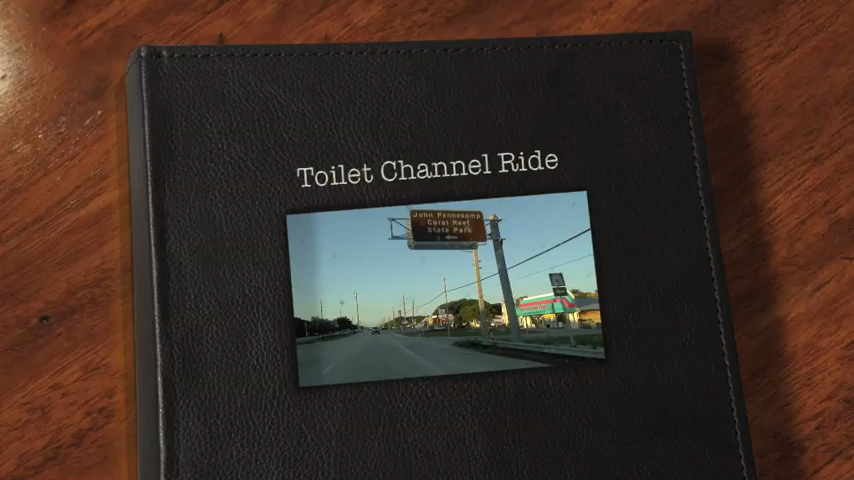 Toilet Channel Ride
John Pennekamp
Coral Reef
State Park